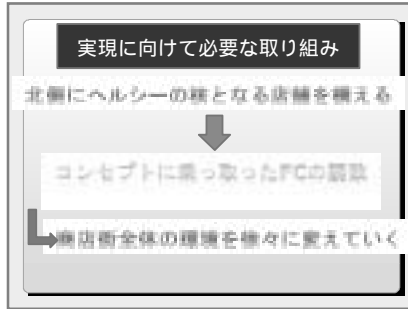 実現に向けて必要な取り組み
北側にヘルシーの核となる店舗を構える
コンセプトに乗っ取ったFCの誘致
商店街全体の環境を徐々に変えていく